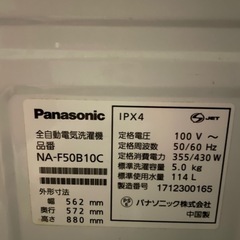 Panasonic
全自動電気洗濯機
品番
NA-F50B10C
外形寸法
幅 562 mm
奥行 572 mm
高さ 880 mm
IPX4
JET
定格電圧 : 100 V ~
定格周波数 : 50/60 Hz
定格消費電力 : 355/430 W
標準洗濯容量 : 5.0 kg
標準使用水量 : 114 L
製造番号 1712300165
パナソニック株式会社
中国製